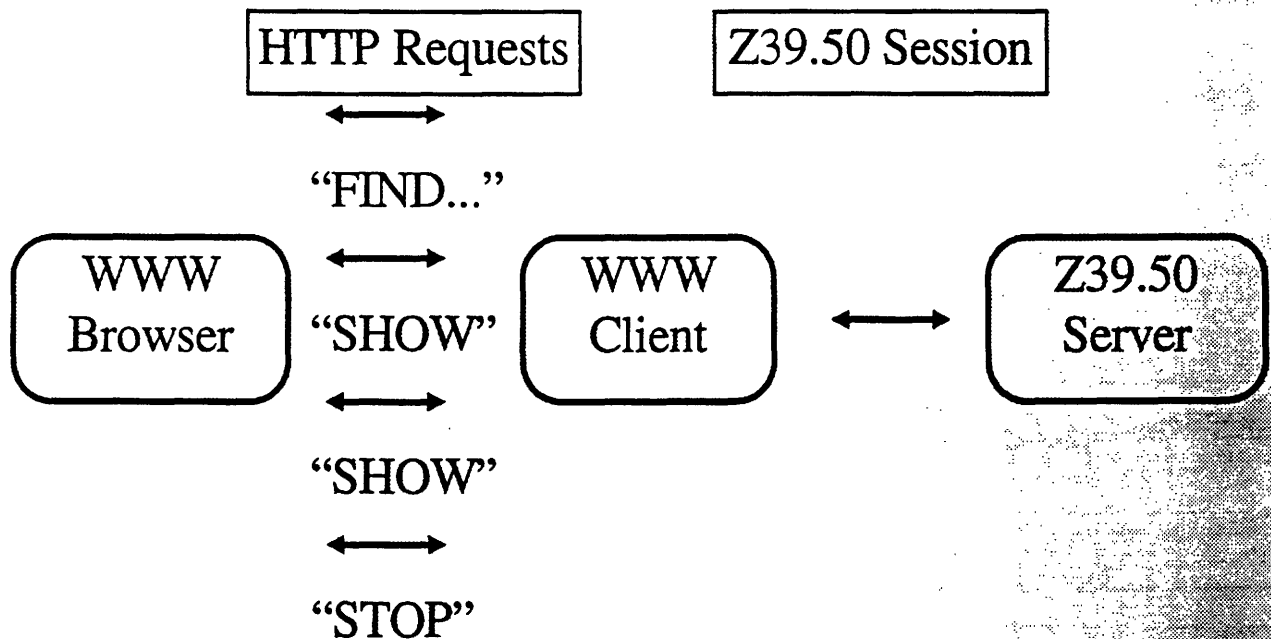 HTTP Requests
Z39.50 Session
“FIND...”
WWW
Browser
“SHOW”
WWW
Client
Z39.50
Server
“SHOW”
“STOP”